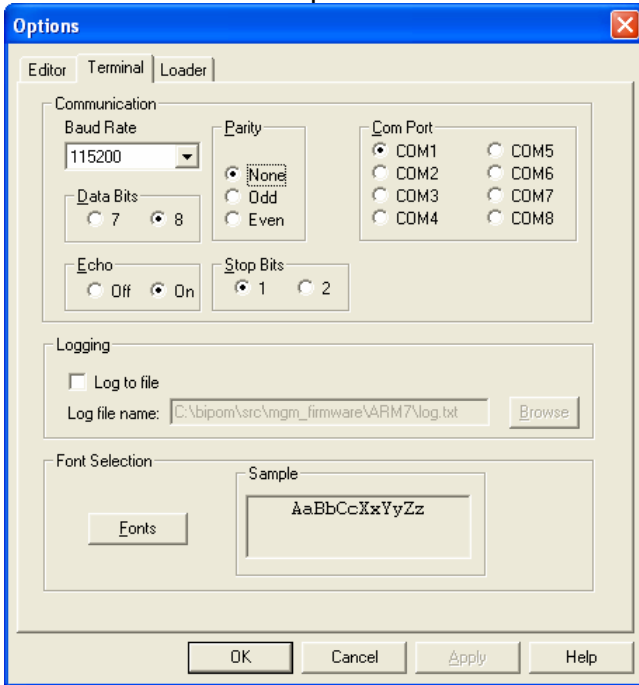 Options
Editor Terminal Loader
Communication
Baud Rate
115200
Data Bits
7 8
Parity
None
Odd
Even
Com Port
COM1 COM5
COM2 COM6
COM3 COM7
COM4 COM8
Echo
Off On
Stop Bits
1 2
Logging
Log to file
Log file name: C:\bipom\src\mgm_firmware\ARM7\log.txt Browse
Font Selection
Fonts
Sample
AaBbCcXxYyZz
OK Cancel Apply Help